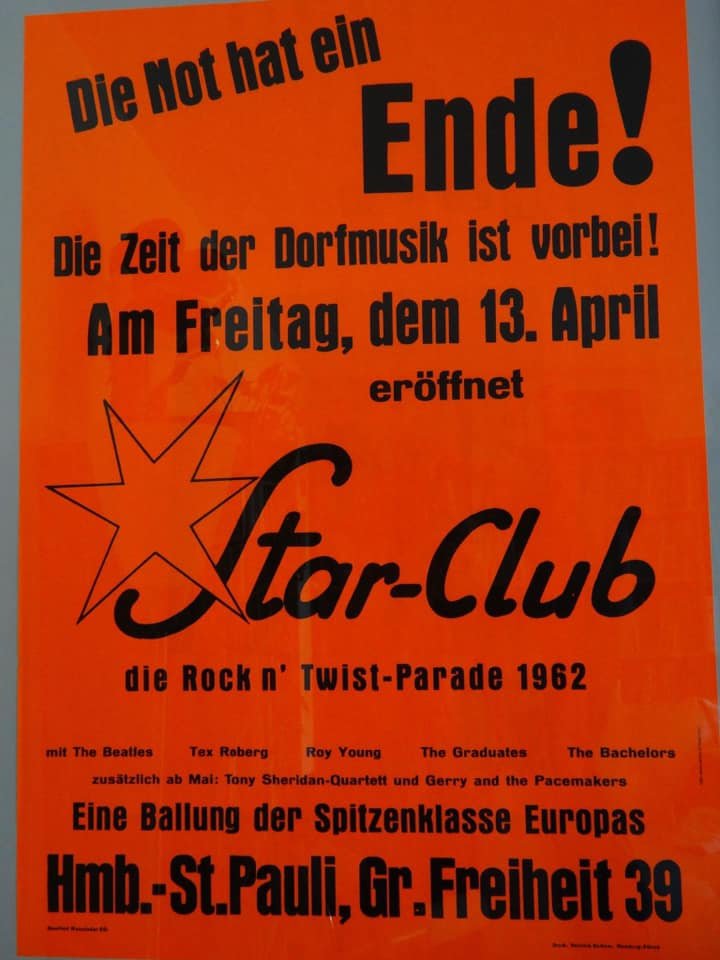 Die Not hat ein
Ende!
Die Zeit der Dorfmusik ist vorbei!
Am Freitag, dem 13. April
eröffnet
Star-Club
die Rock n' Twist-Parade 1962
mit The Beatles Tex Roberg Roy Young The Graduates The Bachelors
zusätzlich ab Mai: Tony Sheridan-Quartett und Gerry and the Pacemakers
Eine Ballung der Spitzenklasse Europas
Hmb.-St.Pauli, Gr.Freiheit 39